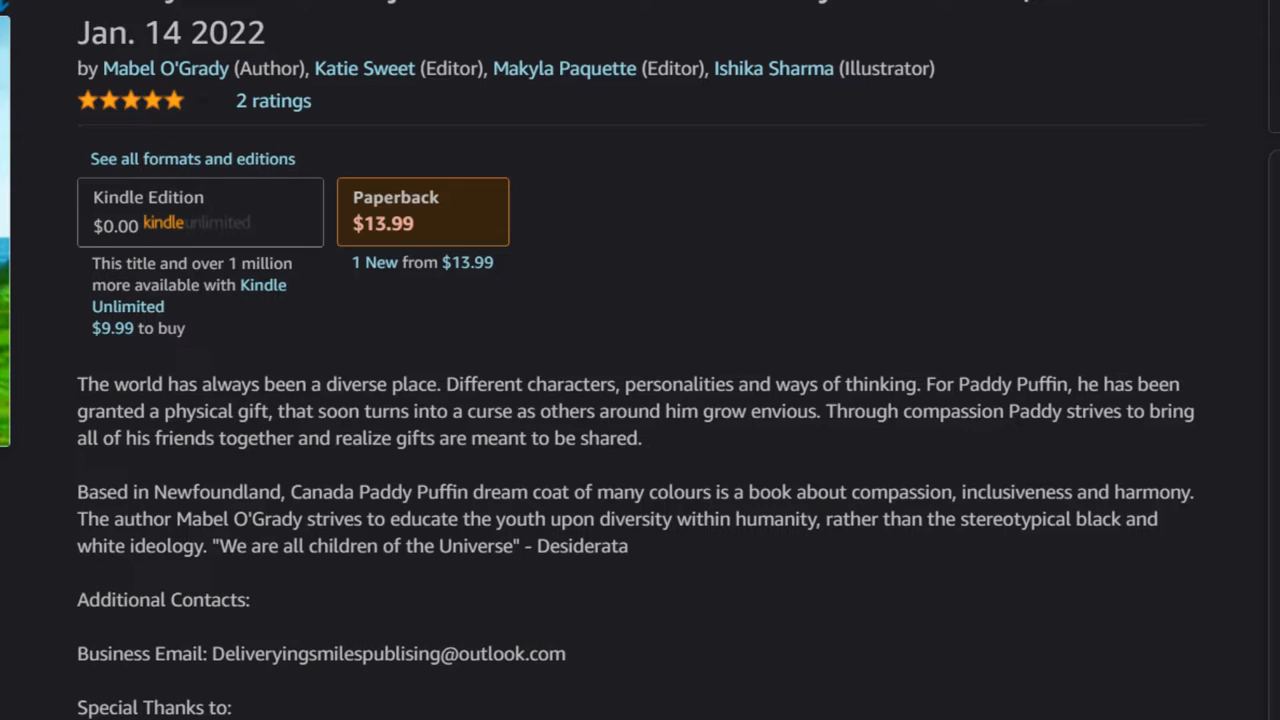 Jan. 14 2022
by Mabel O'Grady (Author), Katie Sweet (Editor), Makyla Paquette (Editor), Ishika Sharma (Illustrator)
2 ratings
See all formats and editions
Kindle Edition
$0.00 kindleunlimited
Paperback
$13.99
This title and over 1 million
more available with Kindle
Unlimited
$9.99 to buy
1 New from $13.99
The world has always been a diverse place. Different characters, personalities and ways of thinking. For Paddy Puffin, he has been
granted a physical gift, that soon turns into a curse as others around him grow envious. Through compassion Paddy strives to bring
all of his friends together and realize gifts are meant to be shared.
Based in Newfoundland, Canada Paddy Puffin dream coat of many colours is a book about compassion, inclusiveness and harmony.
The author Mabel O'Grady strives to educate the youth upon diversity within humanity, rather than the stereotypical black and
white ideology. "We are all children of the Universe" - Desiderata
Additional Contacts:
Business Email: Deliveryingsmilespublising@outlook.com
Special Thanks to: